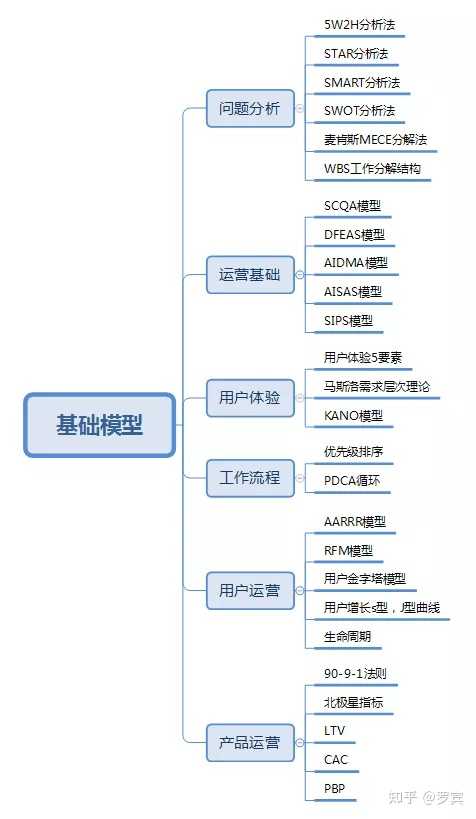 5W2H分析法
STAR分析法
SMART分析法
问题分析
SWOT分析法
麦肯斯MECE分解法
WBS工作分解结构
SCQA模型
DFEAS模型
运营基础
AIDMA模型
AISAS模型
SIPS模型
用户体验5要素
用户体验
马斯洛需求层次理论
KANO模型
基础模型
优先级排序
工作流程
PDCA循环
AARRR模型
RFM模型
用户运营
用户金字塔模型
用户增长s型，J型曲线
生命周期
90-9-1法则
北极星指标
产品运营
LTV
CAC
PBP
知乎 @罗宾